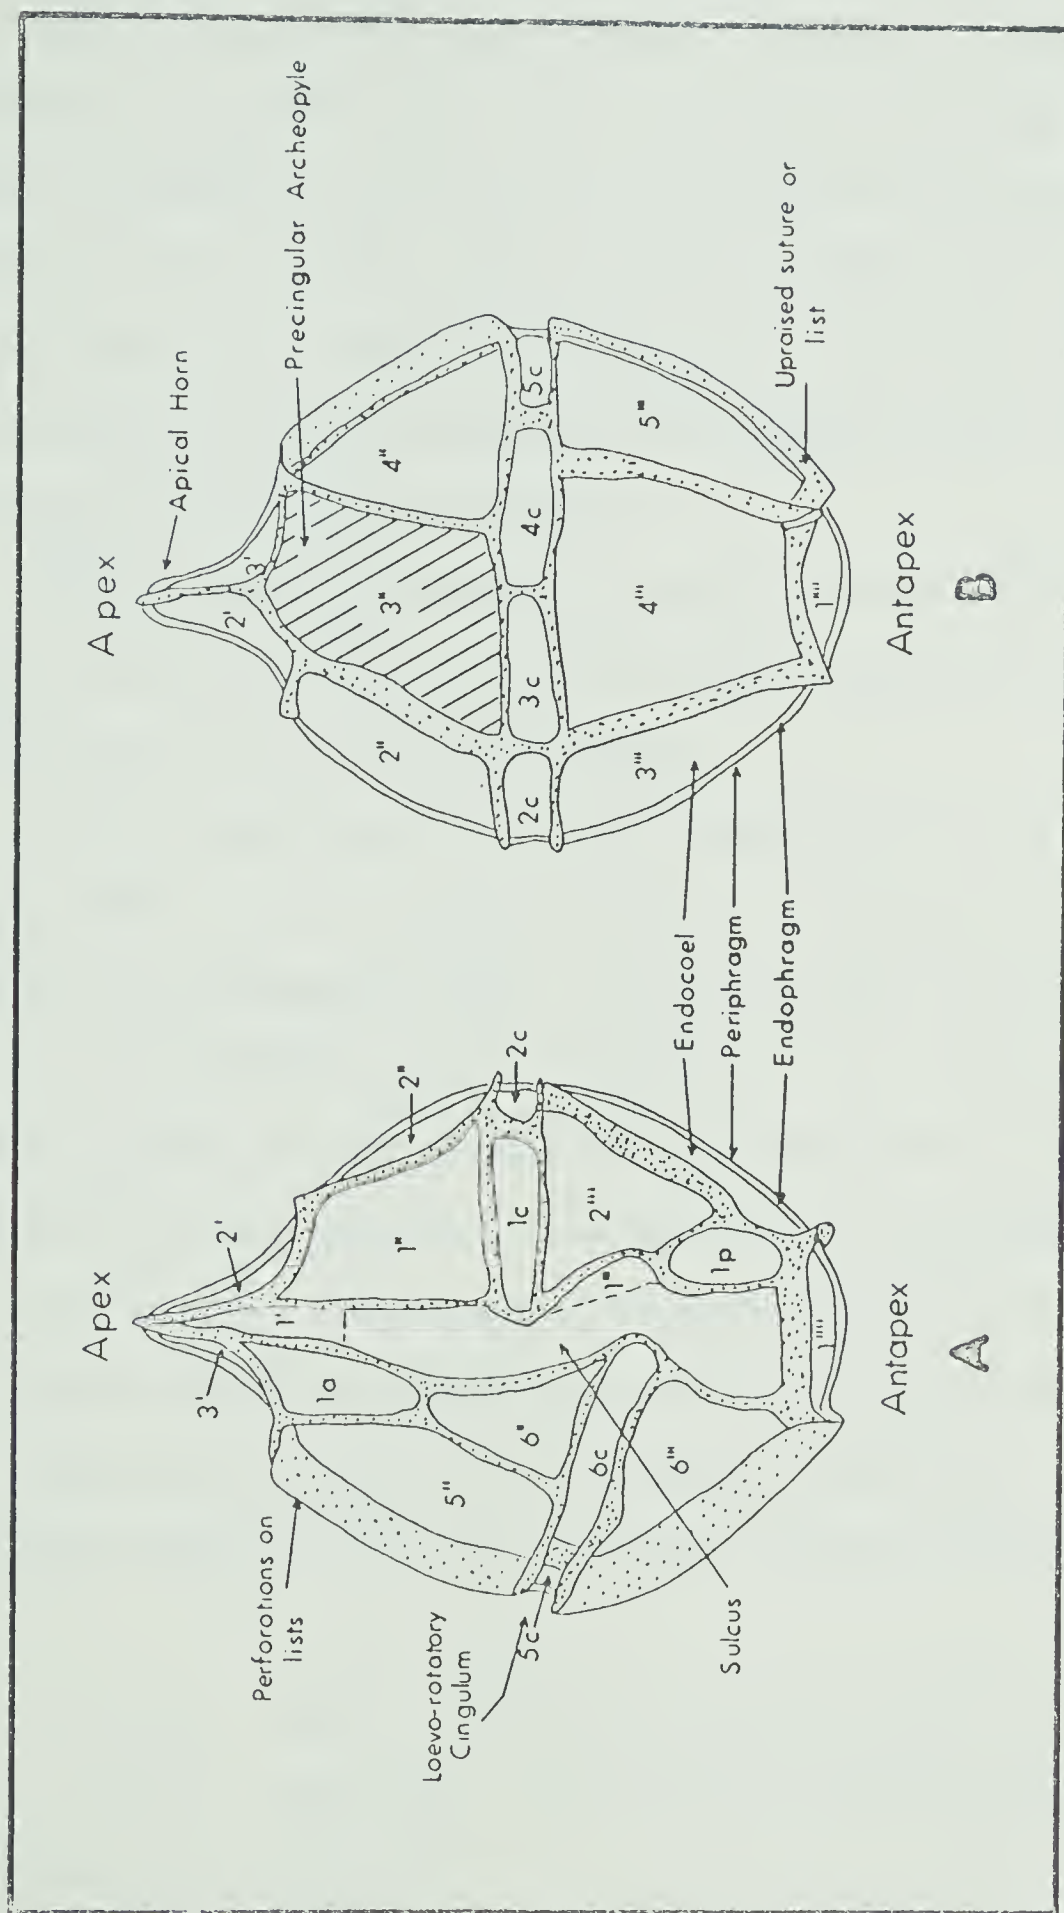 Apex
3'
2'
1'
1a
Perforations on
lists
1"
2"
5"
6"
Loevo-rotatory
Cingulum
5c
6c
1c
2c
2'''
1"
6'''
1p
Sulcus
1''''
Antapex
A
Endocoel
Periphragm
Endophragm
Apex
Apical Horn
2'
3'
Precingular Archeopyle
2"
3"
4"
2c
3c
4c
5c
3'''
4'''
5'''
Upraised suture or
list
1''''
Antapex
B